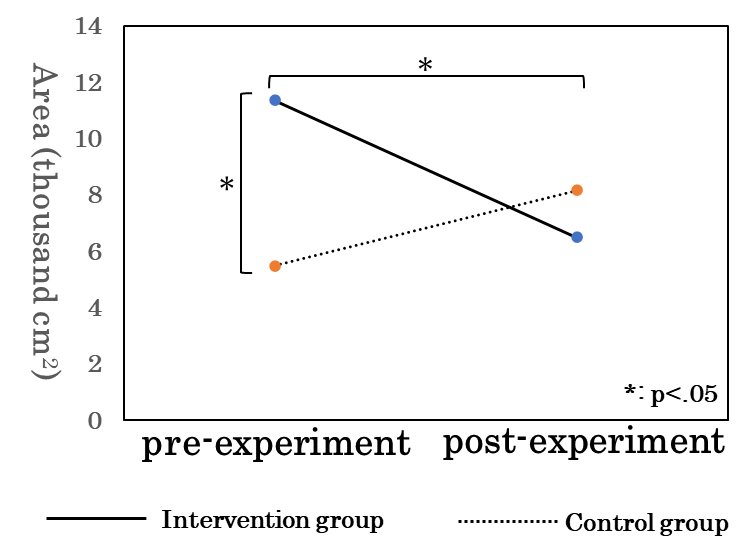 14
12
10
8
6
4
2
0
Area (thousand cm²)
*
*
*: p<.05
pre-experiment
post-experiment
Intervention group
Control group